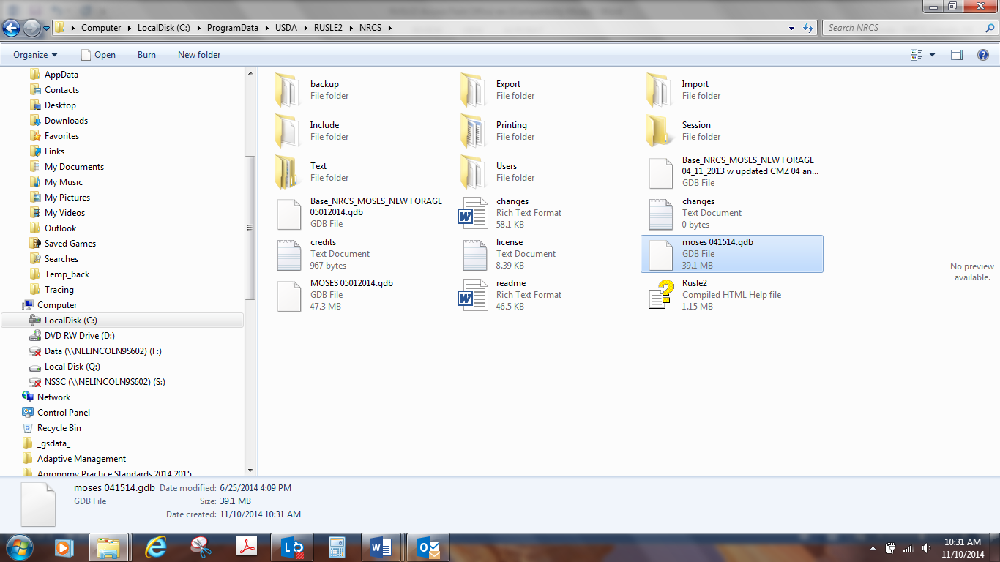 Computer LocalDisk (C:) ProgramData USDA RUSLE2 NRCS
Search NRCS
Organize Open Burn New folder
AppData
Contacts
Desktop
Downloads
Favorites
Links
My Documents
My Music
My Pictures
My Videos
Outlook
Saved Games
Searches
Temp_back
Tracing
Computer
LocalDisk (C:)
DVD RW Drive (D:)
Data (\\NELINCOLN9S602) (F:)
Local Disk (Q:)
NSSC (\\NELINCOLN9S602) (S:)
Network
Control Panel
Recycle Bin
_gsdata_
Adaptive Management
Agronomy Practice Standards 2014 2015
backup
File folder
Export
File folder
Import
File folder
Include
File folder
Printing
File folder
Session
File folder
Text
File folder
Users
File folder
Base_NRCS_MOSES_NEW FORAGE
04_11_2013 w updated CMZ 04 an...
GDB File
Base_NRCS_MOSES_NEW FORAGE
05012014.gdb
GDB File
changes
Rich Text Format
58.1 KB
changes
Text Document
0 bytes
credits
Text Document
967 bytes
license
Text Document
8.39 KB
moses 041514.gdb
GDB File
39.1 MB
MOSES 05012014.gdb
GDB File
47.3 MB
readme
Rich Text Format
46.5 KB
Rusle2
Compiled HTML Help file
1.15 MB
No preview
available.
moses 041514.gdb Date modified: 6/25/2014 4:09 PM
GDB File Size: 39.1 MB
Date created: 11/10/2014 10:31 AM
10:31 AM
11/10/2014